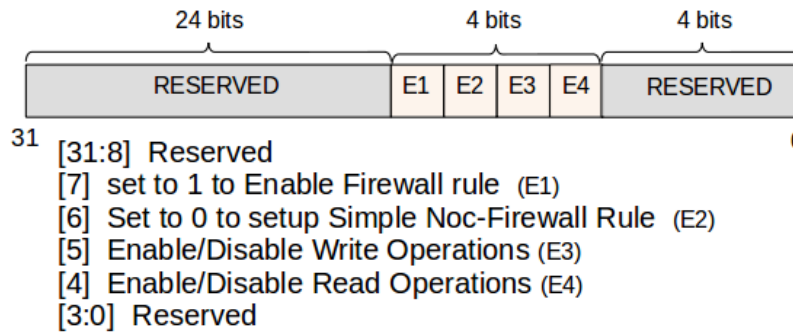 24 bits 4 bits 4 bits
RESERVED E1 E2 E3 E4 RESERVED
31
[31:8] Reserved
[7] set to 1 to Enable Firewall rule (E1)
[6] Set to 0 to setup Simple Noc-Firewall Rule (E2)
[5] Enable/Disable Write Operations (E3)
[4] Enable/Disable Read Operations (E4)
[3:0] Reserved